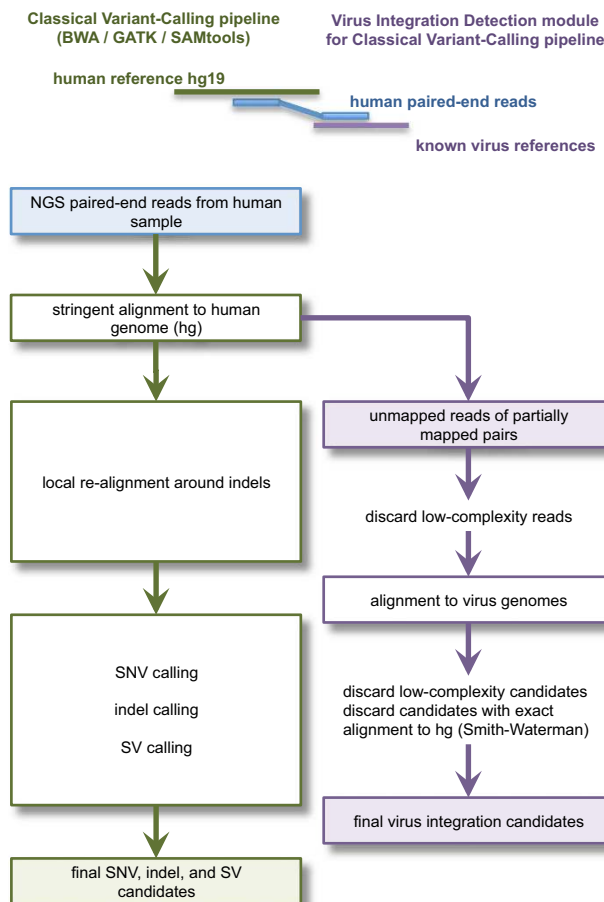 Classical Variant-Calling pipeline
(BWA / GATK / SAMtools)
Virus Integration Detection module
for Classical Variant-Calling pipeline
human reference hg19
human paired-end reads
known virus references
NGS paired-end reads from human
sample
stringent alignment to human
genome (hg)
local re-alignment around indels
SNV calling
indel calling
SV calling
final SNV, indel, and SV
candidates
unmapped reads of partially
mapped pairs
discard low-complexity reads
alignment to virus genomes
discard low-complexity candidates
discard candidates with exact
alignment to hg (Smith-Waterman)
final virus integration candidates